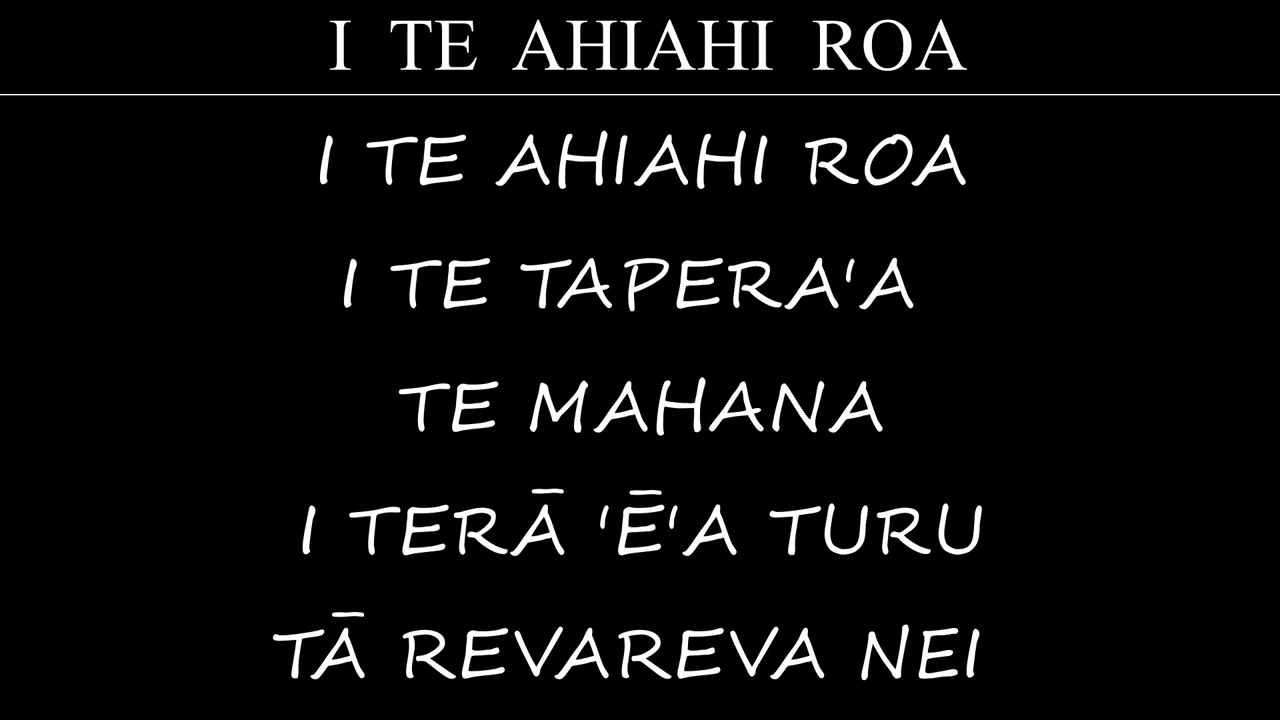 I TE AHIAHI ROA
I TE AHIAHI ROA
I TE TAPERA'A
TE MAHANA
I TERĀ 'Ē'A TURU
TĀ REVAREVA NEI